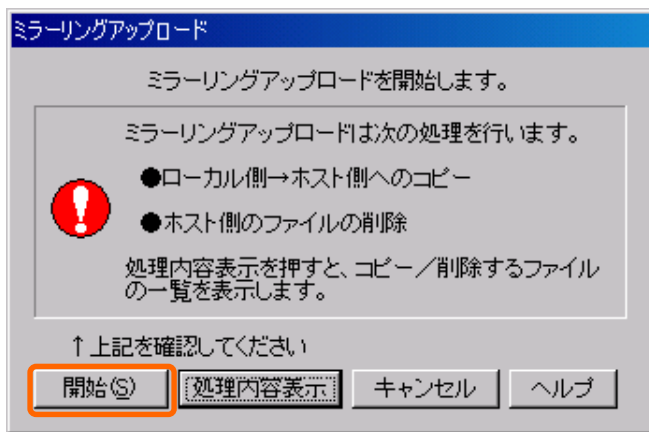 ミラーリングアップロード
ミラーリングアップロードを開始します。
ミラーリングアップロードは次の処理を行います。
●ローカル側→ホスト側へのコピー
●ホスト側のファイルの削除
処理内容表示を押すと、コピー／削除するファイル
の一覧を表示します。
↑上記を確認してください
開始(S) 処理内容表示 キャンセル ヘルプ